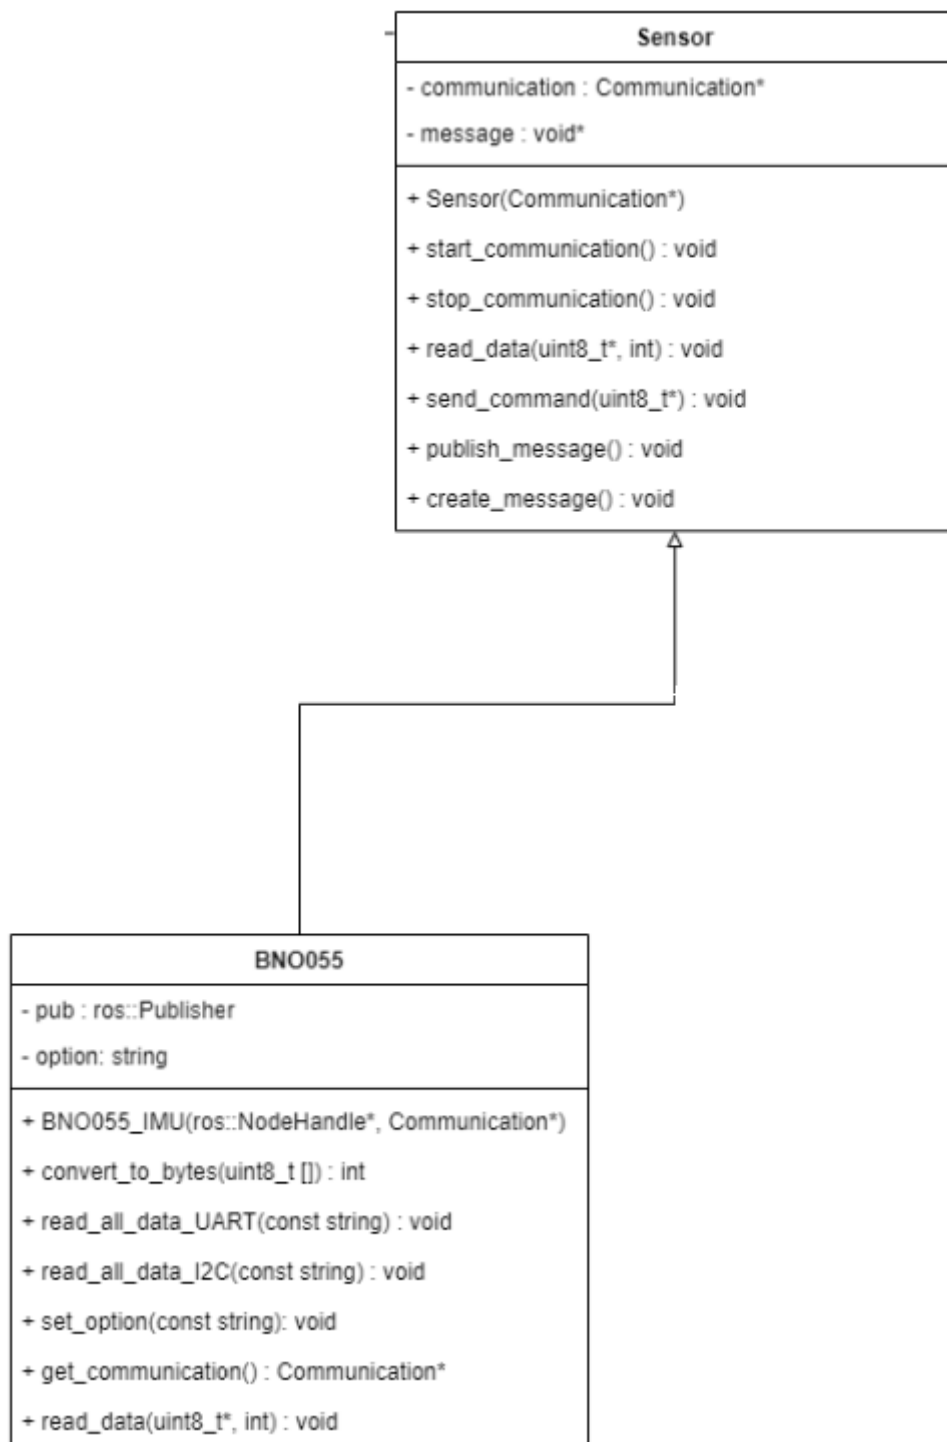 Sensor
- communication : Communication*
- message : void*
+ Sensor(Communication*)
+ start_communication() : void
+ stop_communication() : void
+ read_data(uint8_t*, int) : void
+ send_command(uint8_t*) : void
+ publish_message() : void
+ create_message() : void
BNO055
- pub : ros::Publisher
- option: string
+ BNO055_IMU(ros::NodeHandle*, Communication*)
+ convert_to_bytes(uint8_t []) : int
+ read_all_data_UART(const string) : void
+ read_all_data_I2C(const string) : void
+ set_option(const string): void
+ get_communication() : Communication*
+ read_data(uint8_t*, int) : void